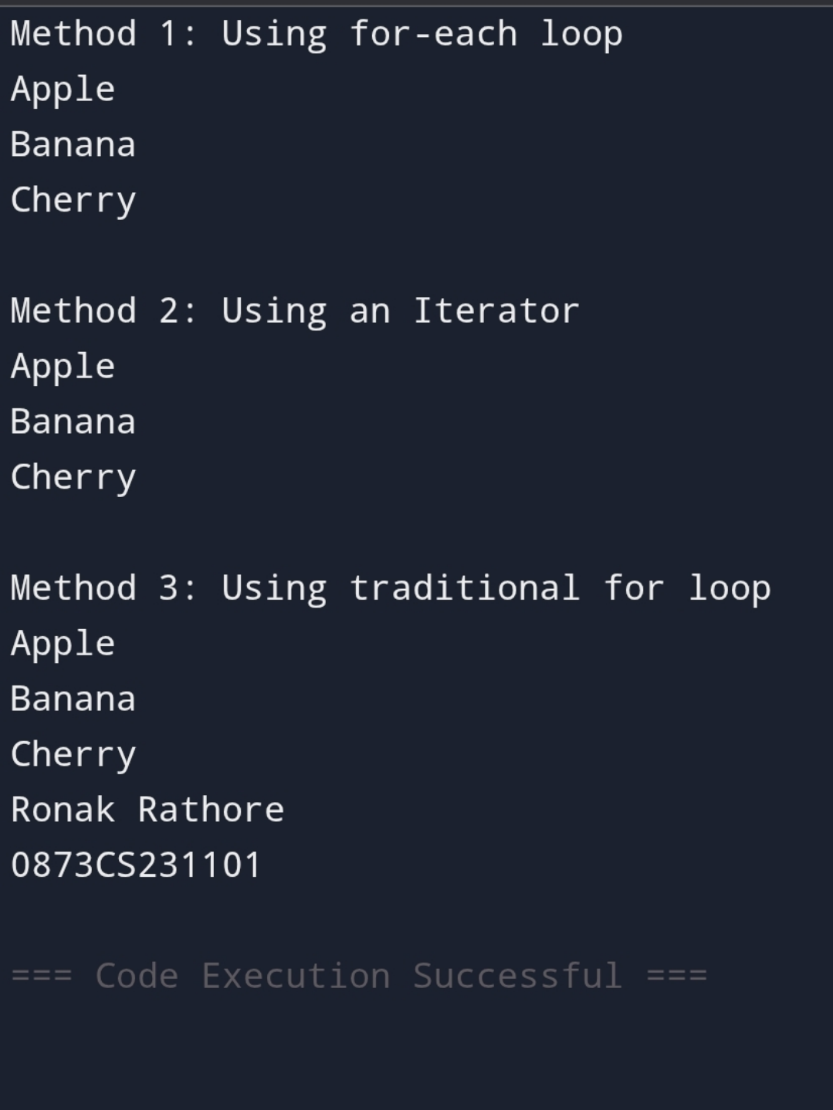 Method 1: Using for-each loop
Apple
Banana
Cherry
Method 2: Using an Iterator
Apple
Banana
Cherry
Method 3: Using traditional for loop
Apple
Banana
Cherry
Ronak Rathore
0873CS231101
=== Code Execution Successful ===